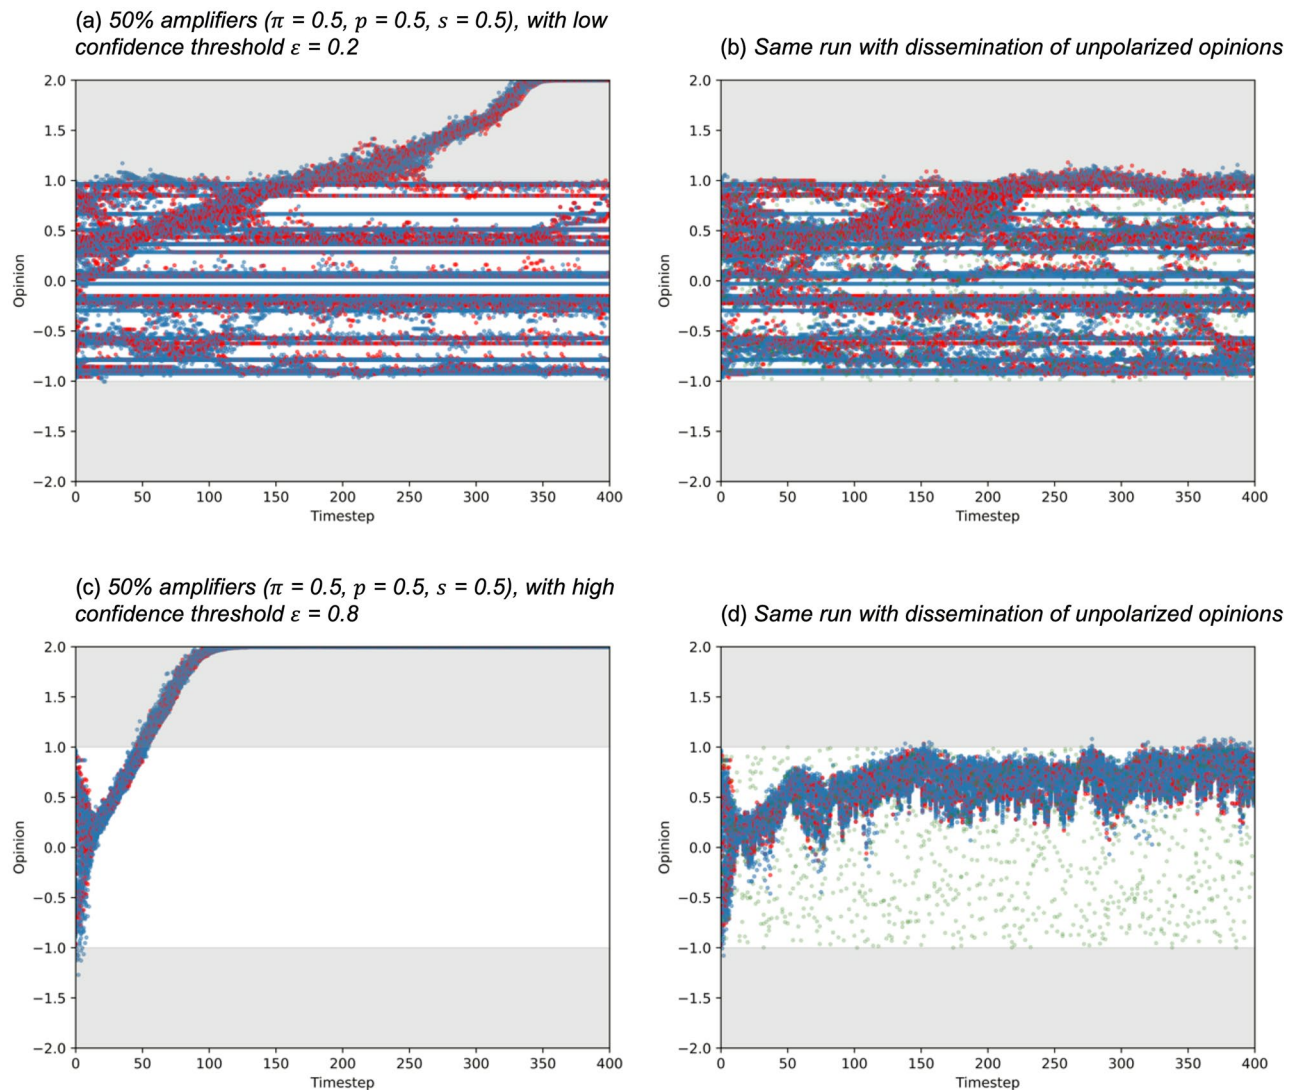 (a) 50% amplifiers (π = 0.5, p = 0.5, s = 0.5), with low
confidence threshold ε = 0.2
2.0
1.5
1.0
0.5
0.0
−0.5
−1.0
−1.5
−2.0
Opinion
0 50 100 150 200 250 300 350 400
Timestep
(b) Same run with dissemination of unpolarized opinions
2.0
1.5
1.0
0.5
0.0
−0.5
−1.0
−1.5
−2.0
Opinion
0 50 100 150 200 250 300 350 400
Timestep
(c) 50% amplifiers (π = 0.5, p = 0.5, s = 0.5), with high
confidence threshold ε = 0.8
2.0
1.5
1.0
0.5
0.0
−0.5
−1.0
−1.5
−2.0
Opinion
0 50 100 150 200 250 300 350 400
Timestep
(d) Same run with dissemination of unpolarized opinions
2.0
1.5
1.0
0.5
0.0
−0.5
−1.0
−1.5
−2.0
Opinion
0 50 100 150 200 250 300 350 400
Timestep